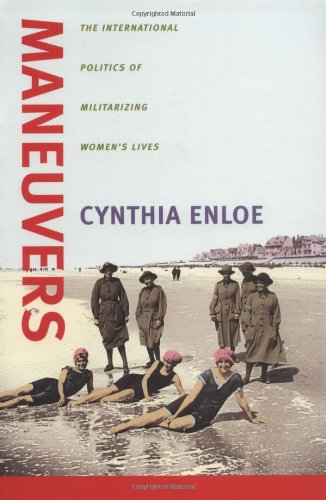 MANEUVERS
THE INTERNATIONAL
POLITICS OF
MILITARIZING
WOMEN'S LIVES
CYNTHIA ENLOE